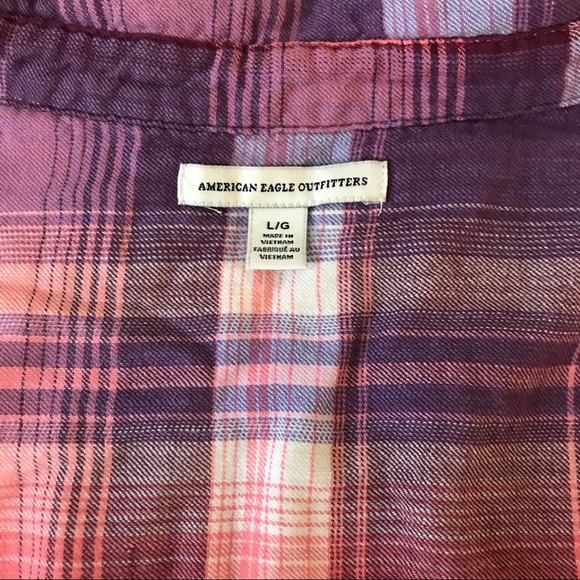 AMERICAN EAGLE OUTFITTERS
L/G
MADE IN
VIETNAM
FABRIQUÉ AU
VIETNAM